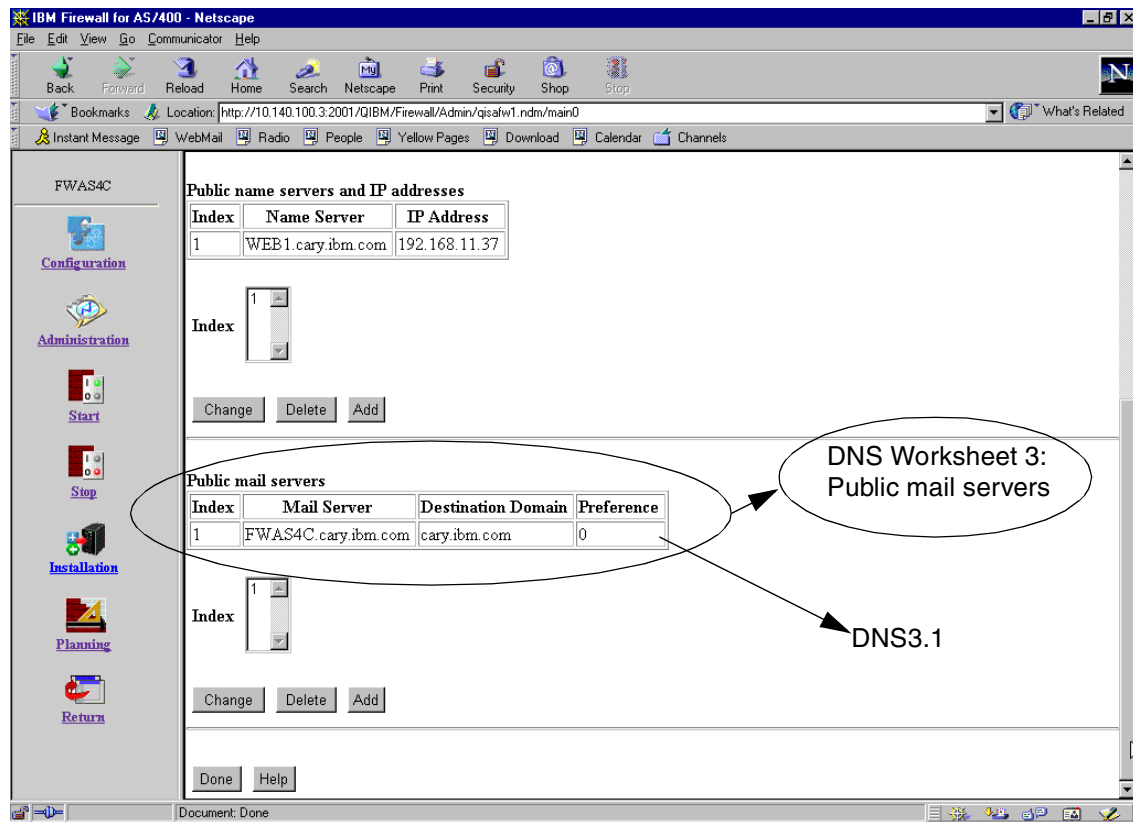 IBM Firewall for AS/400 - Netscape
File Edit View Go Communicator Help
Back Forward Reload Home Search Netscape Print Security Shop Stop
My
N
Bookmarks Location: http://10.140.100.3:2001/QIBM/Firewall/Admin/qisafw1.ndm/main0 What's Related
Instant Message WebMail Radio People Yellow Pages Download Calendar Channels
FWAS4C
Configuration
Administration
Start
Stop
Installation
Planning
Return
Public name servers and IP addresses
Index Name Server IP Address
1 WEB1.cary.ibm.com 192.168.11.37
Index 1
Change Delete Add
Public mail servers
Index Mail Server Destination Domain Preference
1 FWAS4C.cary.ibm.com cary.ibm.com 0
DNS Worksheet 3:
Public mail servers
DNS3.1
Index 1
Change Delete Add
Done Help
Document: Done